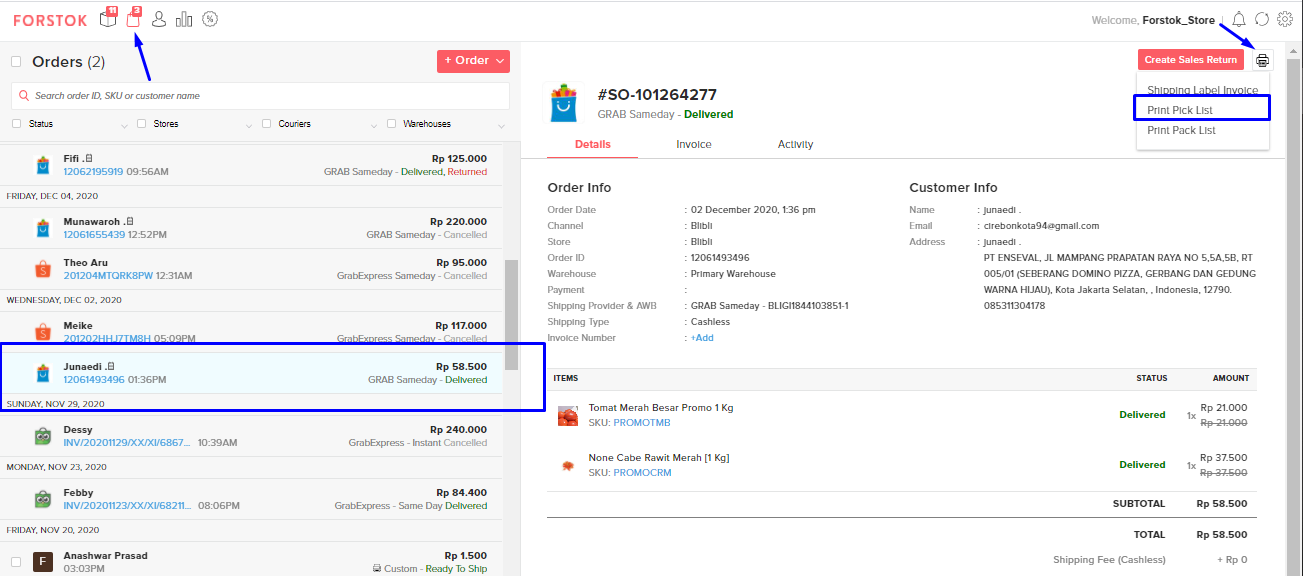 FORSTOK
11
3
Welcome, Forstok_Store
Orders (2)
+ Order
Search order ID, SKU or customer name
Status
Stores
Couriers
Warehouses
Fifi .
Rp 125.000
12062195919 09:56AM
GRAB Sameday - Delivered, Returned
FRIDAY, DEC 04, 2020
Munawaroh .
Rp 220.000
12061655439 12:52PM
GRAB Sameday - Cancelled
Theo Aru
Rp 95.000
201204MTQRK8PW 12:31AM
GrabExpress Sameday - Cancelled
WEDNESDAY, DEC 02, 2020
Meike
Rp 117.000
201202HHJ7TM8H 05:09PM
GrabExpress Sameday - Cancelled
Junaedi .
Rp 58.500
12061493496 01:36PM
GRAB Sameday - Delivered
SUNDAY, NOV 29, 2020
Dessy
Rp 240.000
INV/20201129/XX/XI/6867... 10:39AM
GrabExpress - Instant Cancelled
MONDAY, NOV 23, 2020
Febby
Rp 84.400
INV/20201123/XX/XI/68211... 08:06PM
GrabExpress - Same Day Delivered
FRIDAY, NOV 20, 2020
F
Anashwar Prasad
Rp 1.500
03:03PM
Custom - Ready To Ship
Create Sales Return
Shipping Label Invoice
Print Pick List
Print Pack List
#SO-101264277
GRAB Sameday - Delivered
Details
Invoice
Activity
Order Info
Order Date : 02 December 2020, 1:36 pm
Channel : Blibli
Store : Blibli
Order ID : 12061493496
Warehouse : Primary Warehouse
Payment :
Shipping Provider & AWB : GRAB Sameday - BLIGI1844103851-1
Shipping Type : Cashless
Invoice Number : +Add
Customer Info
Name : junaedi .
Email : cirebonkota94@gmail.com
Address : junaedi .
PT ENSEVAL, JL MAMPANG PRAPATAN RAYA NO 5,5A,5B, RT
005/01 (SEBERANG DOMINO PIZZA, GERBANG DAN GEDUNG
WARNA HIJAU), Kota Jakarta Selatan, , Indonesia, 12790.
085311304178
ITEMS STATUS AMOUNT
Tomat Merah Besar Promo 1 Kg
SKU: PROMOTMB
Delivered
1x
Rp 21.000
Rp 21.000
None Cabe Rawit Merah [1 Kg]
SKU: PROMOCRM
Delivered
1x
Rp 37.500
Rp 37.500
SUBTOTAL Rp 58.500
TOTAL Rp 58.500
Shipping Fee (Cashless) + Rp 0